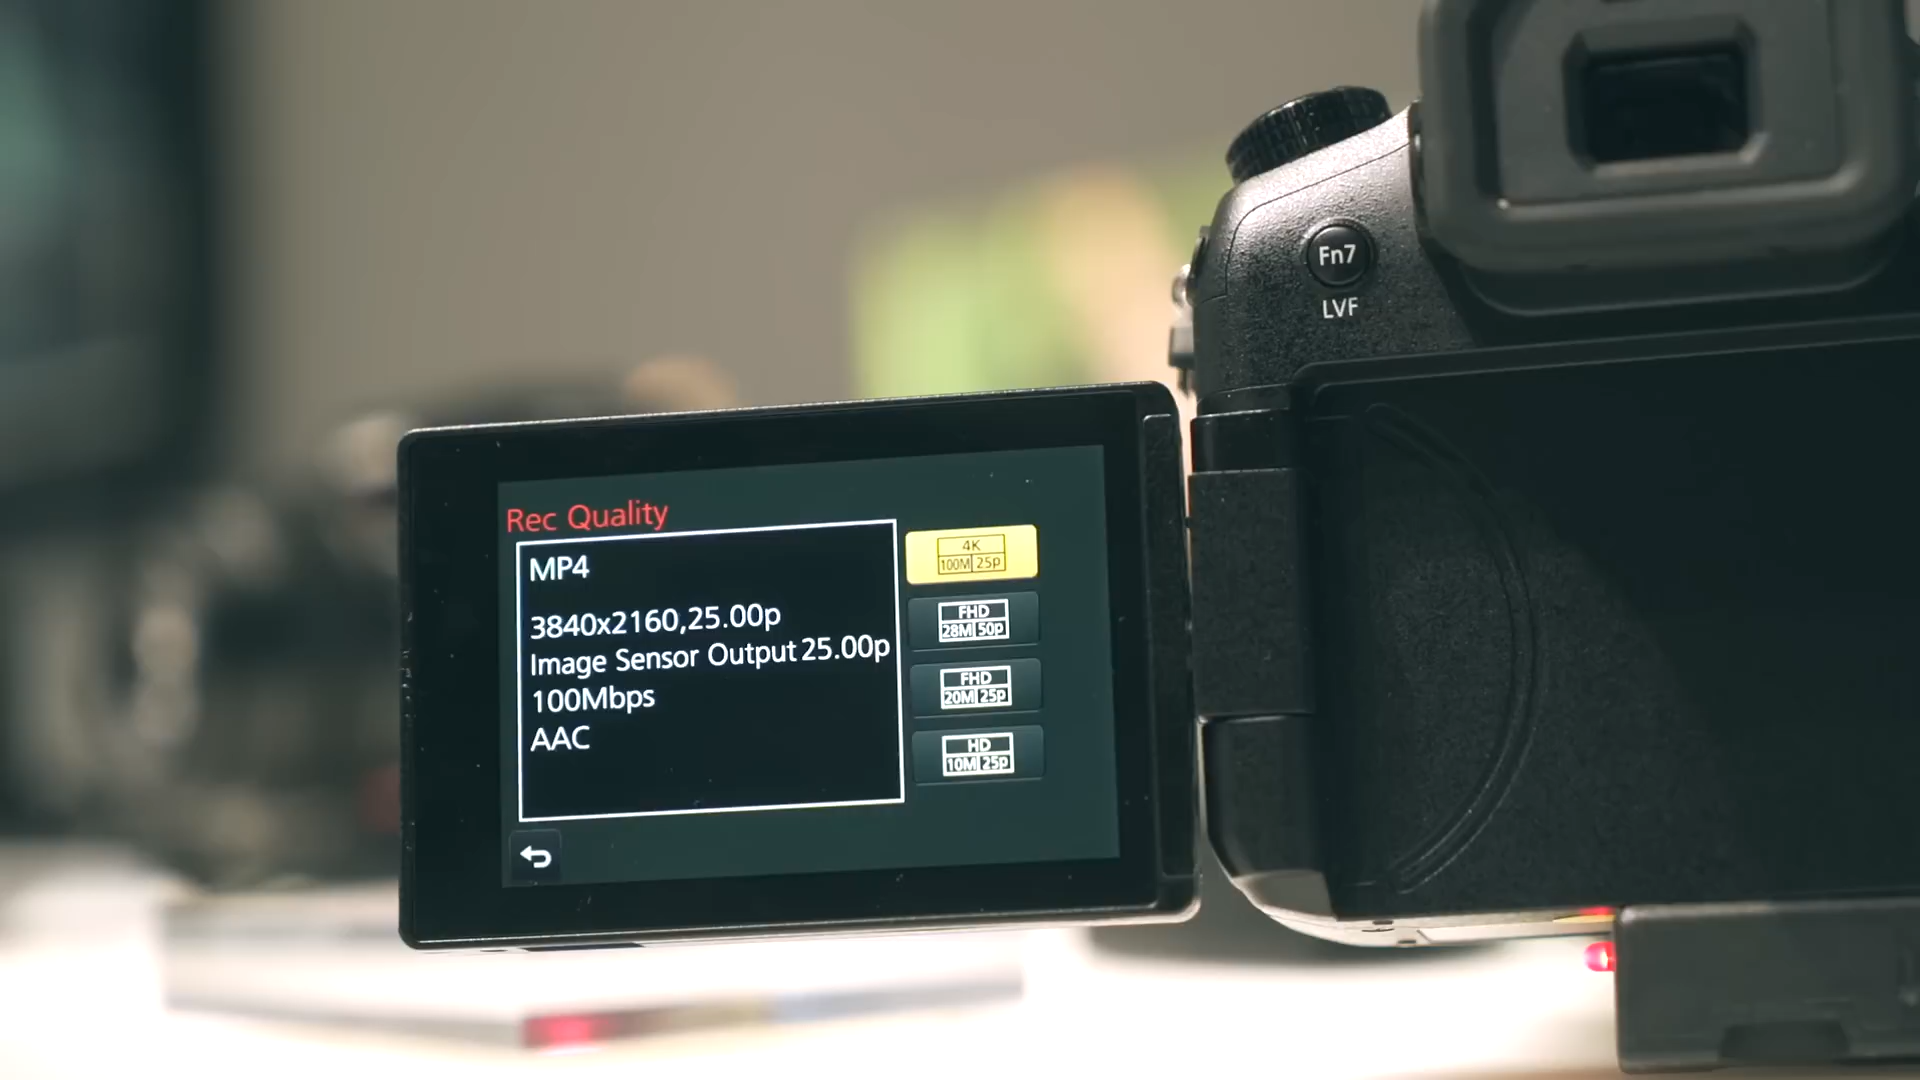 Fn7
LVF
Rec Quality
MP4
3840x2160,25.00p
Image Sensor Output 25.00p
100Mbps
AAC
4K
100M 25p
FHD
28M 50p
FHD
20M 25p
HD
10M 25p